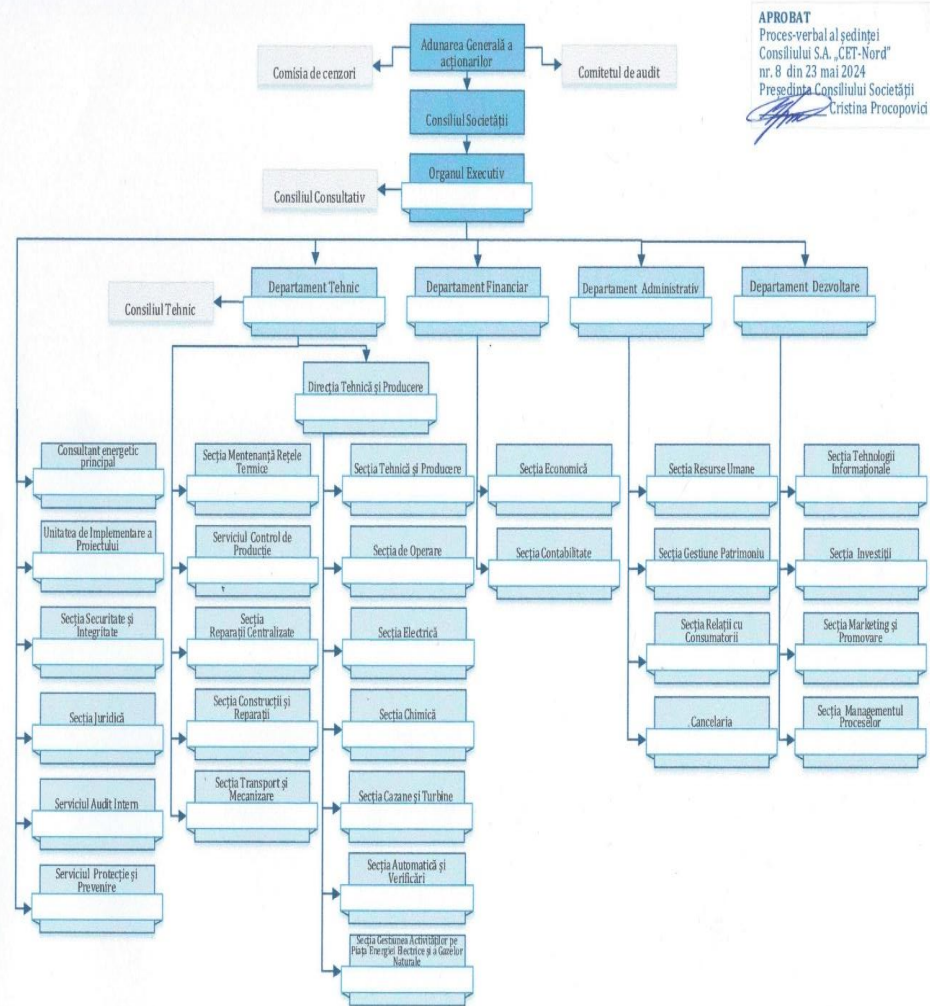 APROBAT
Proces-verbal al ședinței
Consiliului S.A. „CET-Nord"
nr. 8 din 23 mai 2024
Președinta Consiliului Societății
Cristina Procopovici
Adunarea Generală a
acționarilor
Comisia de cenzori
Comitetul de audit
Consiliul Societății
Organul Executiv
Consiliul Consultativ
Departament Tehnic
Departament Financiar
Departament Administrativ
Departament Dezvoltare
Consiliul Tehnic
Direcția Tehnică și Producere
Consultant energetic
principal
Unitatea de Implementare a
Proiectului
Secția Securitate și
Integritate
Secția Juridică
Serviciul Audit Intern
Serviciul Protecție și
Prevenire
Secția Mentenanță Rețele
Termice
Serviciul Control de
Producție
Secția
Reparații Centralizate
Secția Construcții și
Reparații
Secția Transport și
Mecanizare
Secția Tehnică și Producere
Secția de Operare
Secția Electrică
Secția Chimică
Secția Cazane și Turbine
Secția Automatică și
Verificări
Secția Gestiunea Activităților pe
Piața Energiei Electrice și a Gazelor
Naturale
Secția Economică
Secția Contabilitate
Secția Resurse Umane
Secția Gestiune Patrimoniu
Secția Relații cu
Consumatorii
Cancelaria
Secția Tehnologii
Informaționale
Secția Investiții
Secția Marketing și
Promovare
Secția Managementul
Proceselor